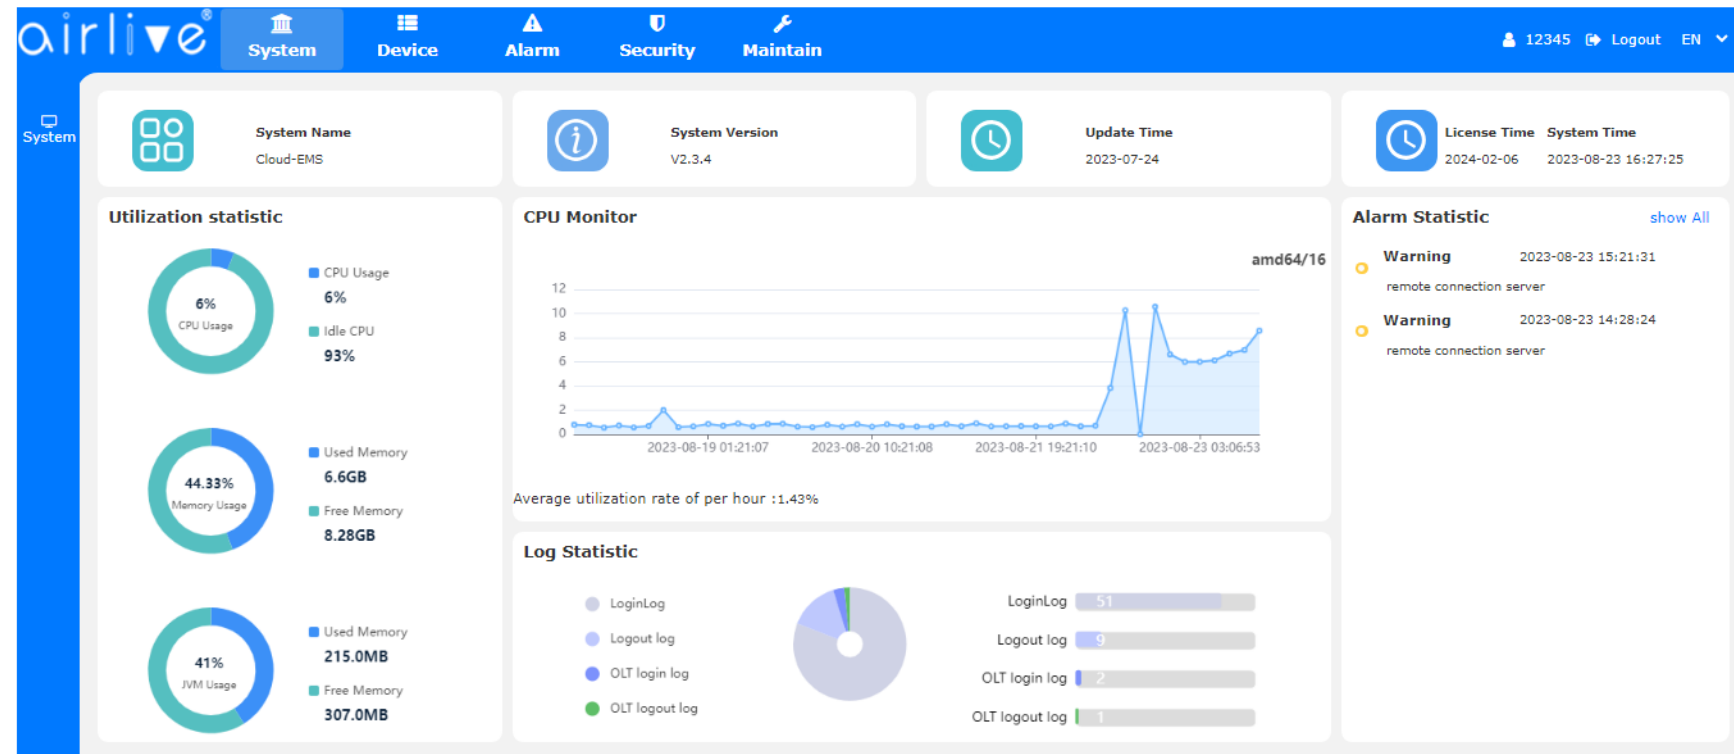 airlive®
System
Device
Alarm
Security
Maintain
12345
Logout
EN
System
System Name
Cloud-EMS
System Version
V2.3.4
Update Time
2023-07-24
License Time System Time
2024-02-06 2023-08-23 16:27:25
Utilization statistic
6%
CPU Usage
CPU Usage
6%
Idle CPU
93%
44.33%
Memory Usage
Used Memory
6.6GB
Free Memory
8.28GB
41%
JVM Usage
Used Memory
215.0MB
Free Memory
307.0MB
CPU Monitor
amd64/16
12
10
8
6
4
2
0
2023-08-19 01:21:07 2023-08-20 10:21:08 2023-08-21 19:21:10 2023-08-23 03:06:53
Average utilization rate of per hour :1.43%
Log Statistic
LoginLog
Logout log
OLT login log
OLT logout log
LoginLog 51
Logout log 9
OLT login log 2
OLT logout log 1
Alarm Statistic show All
Warning 2023-08-23 15:21:31
remote connection server
Warning 2023-08-23 14:28:24
remote connection server